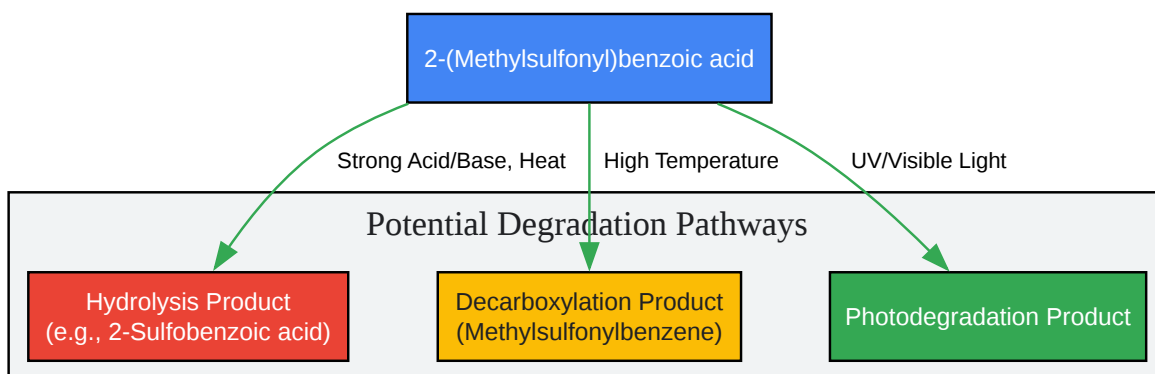 2-(Methylsulfonyl)benzoic acid
Strong Acid/Base, Heat
High Temperature
UV/Visible Light
Potential Degradation Pathways
Hydrolysis Product
(e.g., 2-Sulfobenzoic acid)
Decarboxylation Product
(Methylsulfonylbenzene)
Photodegradation Product